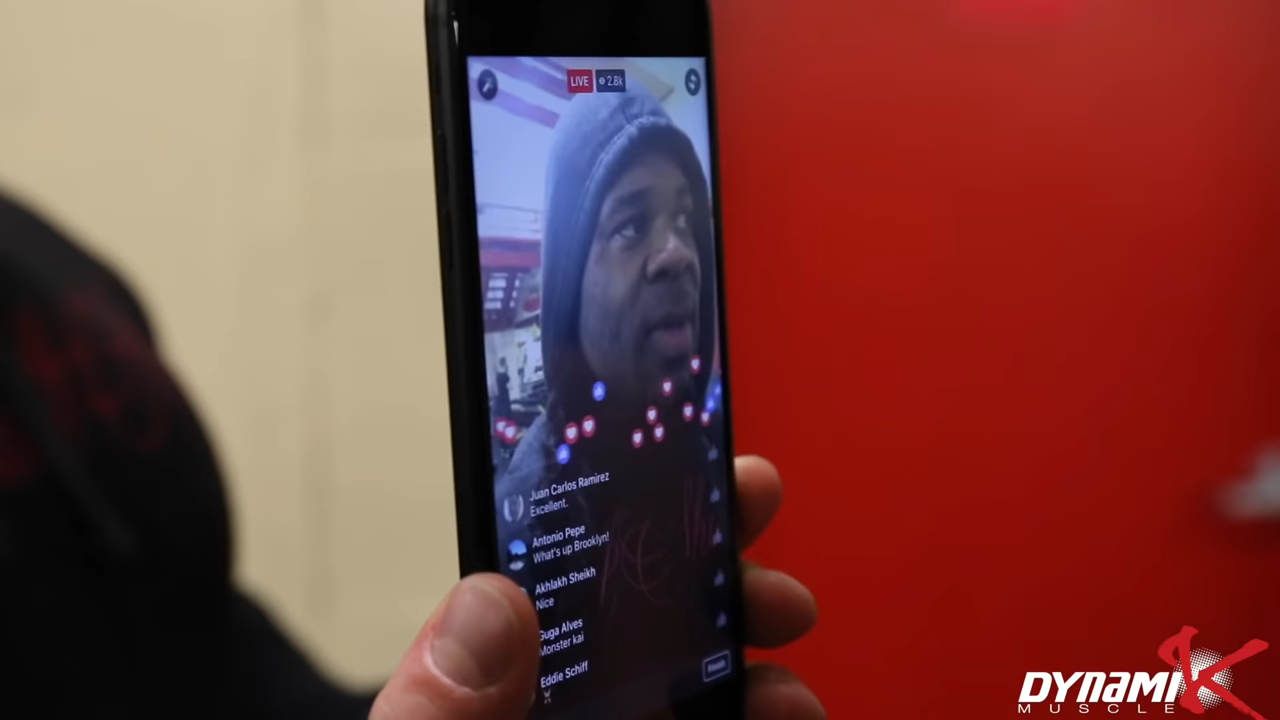 LIVE 2.8k
Juan Carlos Ramirez
Excellent.
Antonio Pepe
What's up Brooklyn!
Akhlakh Sheikh
Nice
Guga Alves
Monster kai
Eddie Schiff
Finish
DYNAMIK
MUSCLE